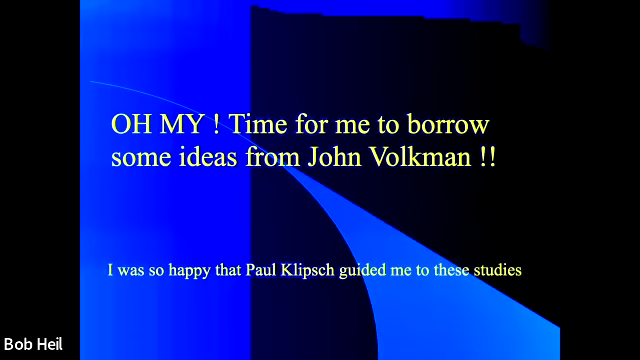 OH MY ! Time for me to borrow
some ideas from John Volkman !!
I was so happy that Paul Klipsch guided me to these studies
Bob Heil